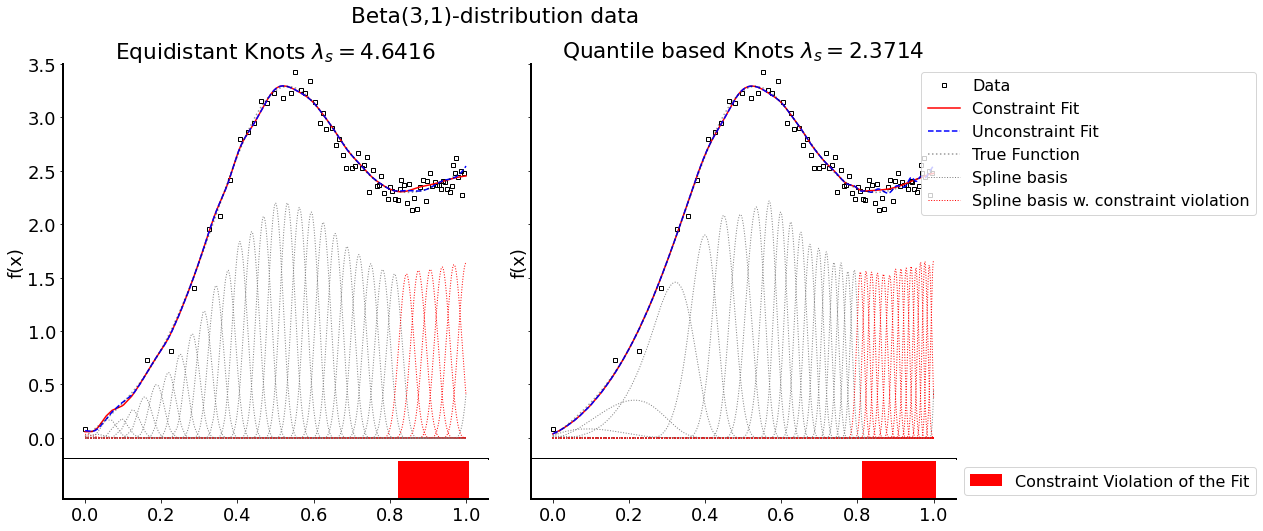 Beta(3,1)-distribution data
Equidistant Knots λ_s = 4.6416
Quantile based Knots λ_s = 2.3714
3.5
3.0
2.5
2.0
1.5
1.0
0.5
0.0
f(x)
f(x)
Data
Constraint Fit
Unconstraint Fit
True Function
Spline basis
Spline basis w. constraint violation
Constraint Violation of the Fit
0.0 0.2 0.4 0.6 0.8 1.0
0.0 0.2 0.4 0.6 0.8 1.0